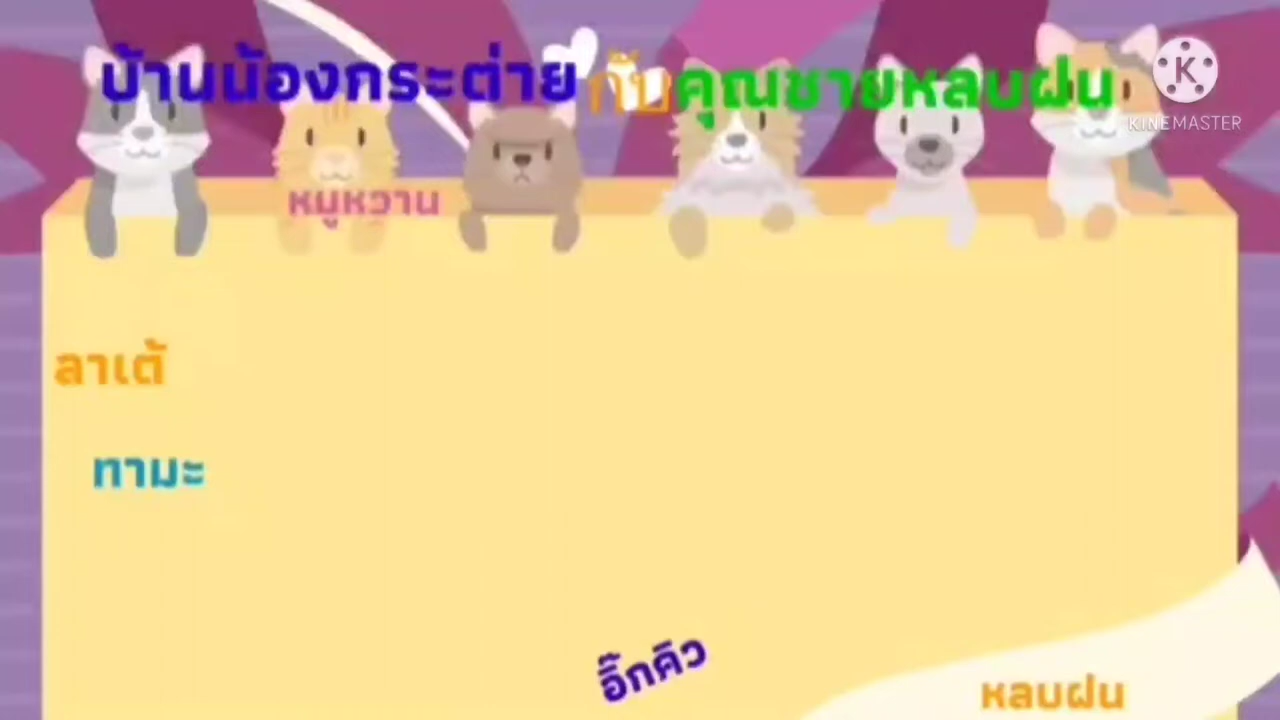 บ้านน้องกระต่ายกับคุณชายหลบฝน
KINEMASTER
หมูหวาน
ลาเต้
ทามะ
อิ๊กคิว
หลบฝน